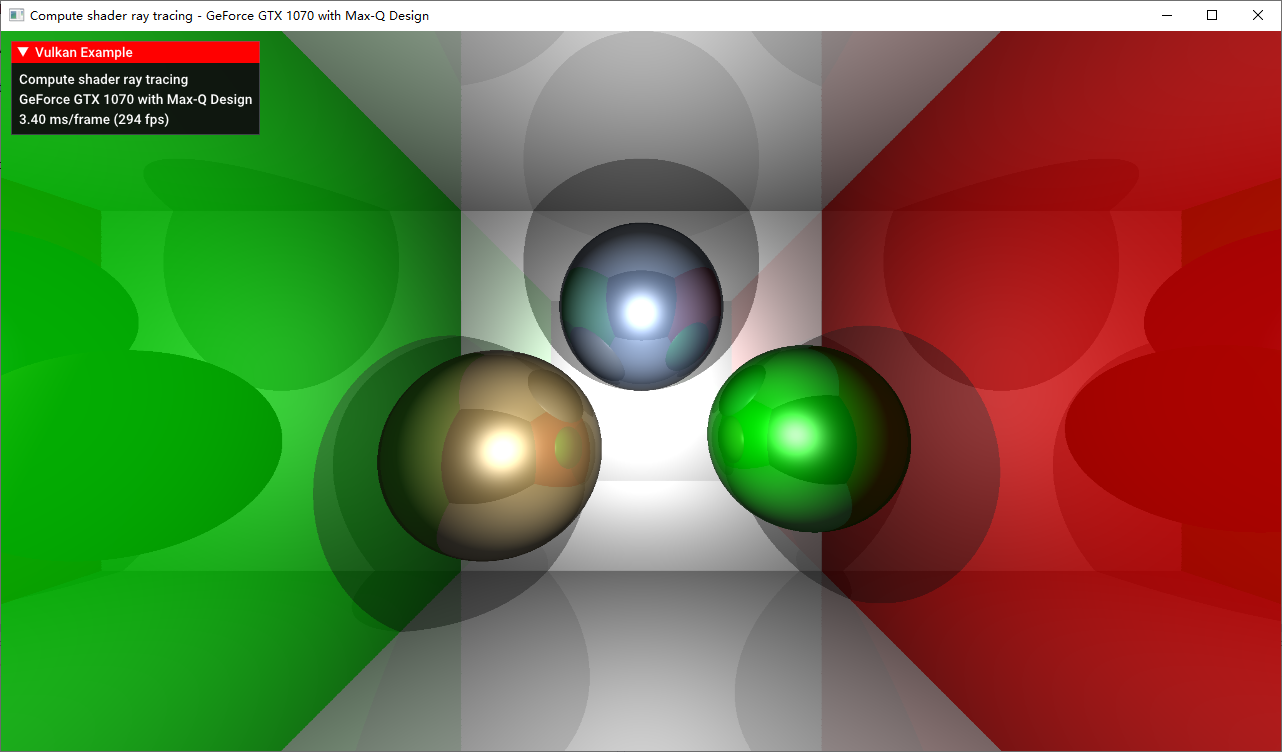 Compute shader ray tracing - GeForce GTX 1070 with Max-Q Design
Vulkan Example
Compute shader ray tracing
GeForce GTX 1070 with Max-Q Design
3.40 ms/frame (294 fps)